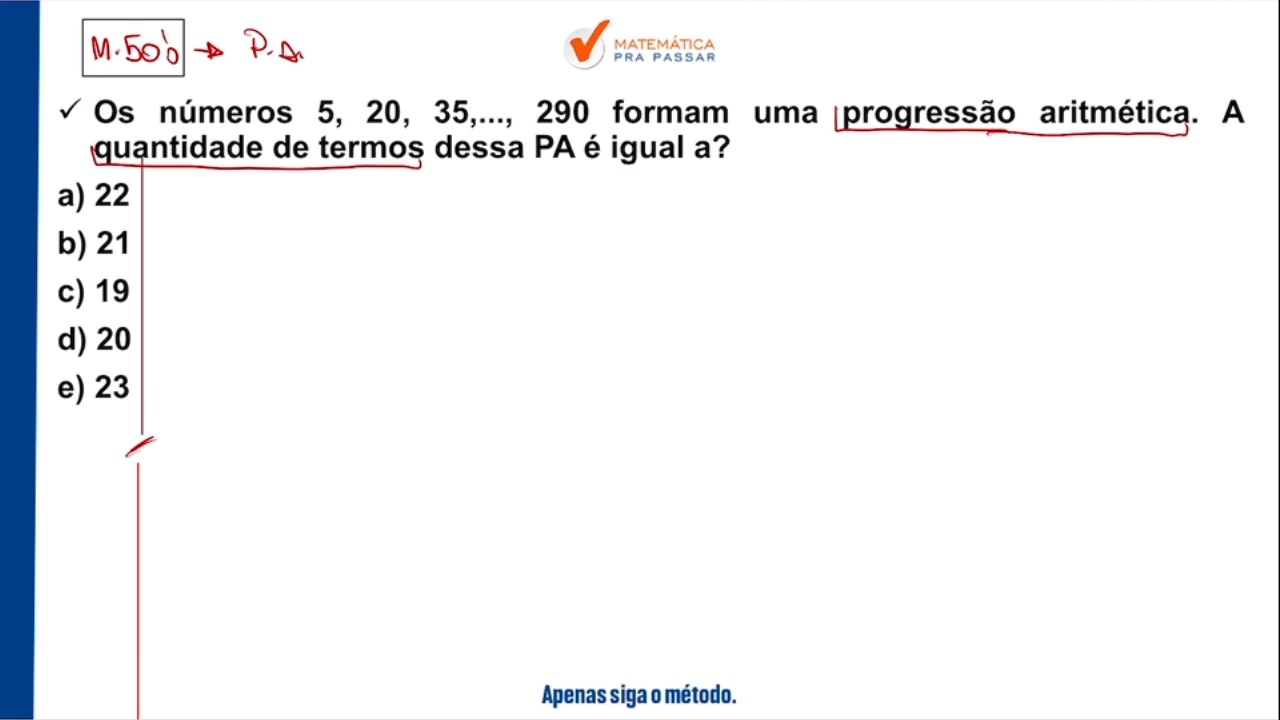 M.500 → P.A.
MATEMÁTICA
PRA PASSAR
✓ Os números 5, 20, 35,..., 290 formam uma progressão aritmética. A
quantidade de termos dessa PA é igual a?
a) 22
b) 21
c) 19
d) 20
e) 23
Apenas siga o método.